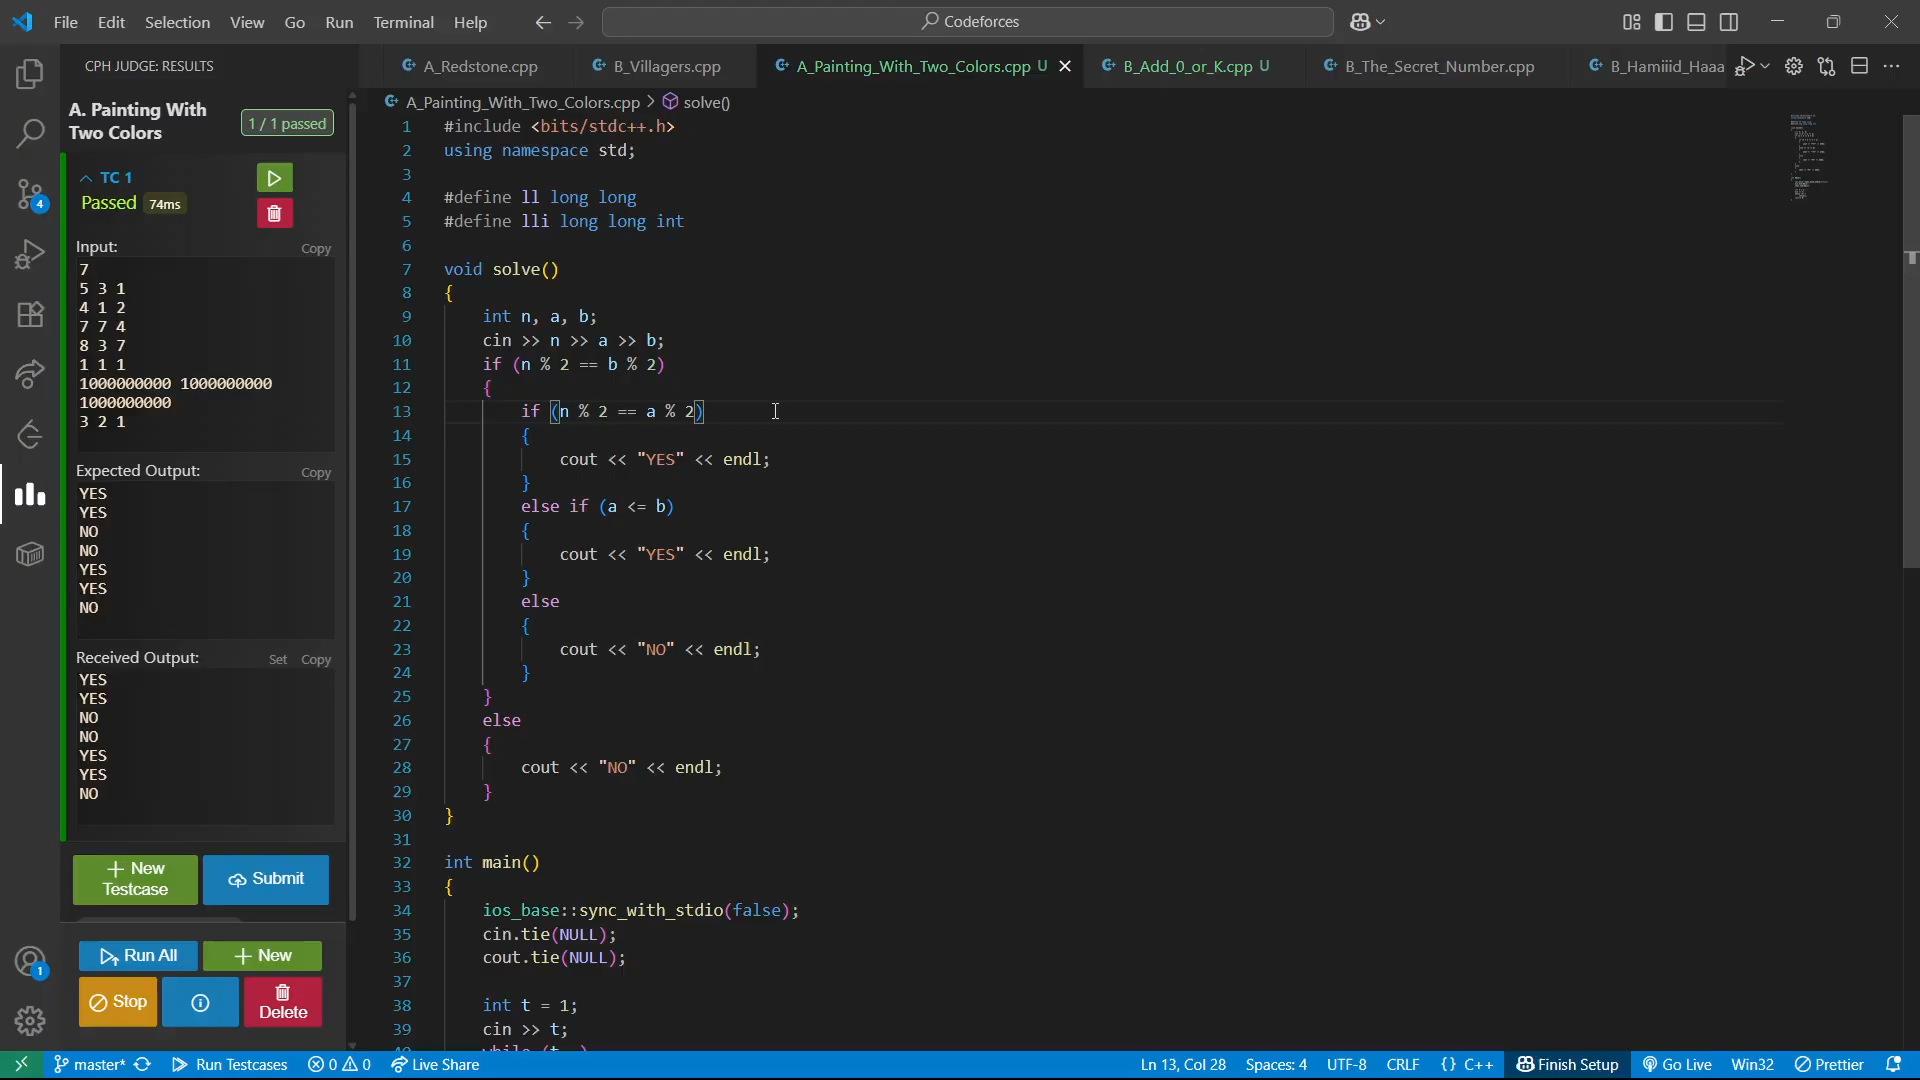 File Edit Selection View Go Run Terminal Help
Codeforces
CPH JUDGE: RESULTS
A_Redstone.cpp
B_Villagers.cpp
A_Painting_With_Two_Colors.cpp U
B_Add_0_or_K.cpp U
B_The_Secret_Number.cpp
B_Hamiiid_Haaa
A. Painting With
Two Colors
1 / 1 passed
TC 1
Passed 74ms
Input:
Copy
7
5 3 1
4 1 2
7 7 4
8 3 7
1 1 1
1000000000 1000000000
1000000000
3 2 1
Expected Output:
Copy
YES
YES
NO
NO
YES
YES
NO
Received Output:
Set Copy
YES
YES
NO
NO
YES
YES
NO
+ New
Testcase
Submit
Run All
+ New
Stop
Delete
4
1
A_Painting_With_Two_Colors.cpp > solve()
1 #include <bits/stdc++.h>
2 using namespace std;
3
4 #define ll long long
5 #define lli long long int
6
7 void solve()
8 {
9 int n, a, b;
10 cin >> n >> a >> b;
11 if (n % 2 == b % 2)
12 {
13 if (n % 2 == a % 2)
14 {
15 cout << "YES" << endl;
16 }
17 else if (a <= b)
18 {
19 cout << "YES" << endl;
20 }
21 else
22 {
23 cout << "NO" << endl;
24 }
25 }
26 else
27 {
28 cout << "NO" << endl;
29 }
30 }
31
32 int main()
33 {
34 ios_base::sync_with_stdio(false);
35 cin.tie(NULL);
36 cout.tie(NULL);
37
38 int t = 1;
39 cin >> t;
master* Run Testcases 0 0 Live Share
Ln 13, Col 28 Spaces: 4 UTF-8 CRLF {} C++ Finish Setup Go Live Win32 Prettier